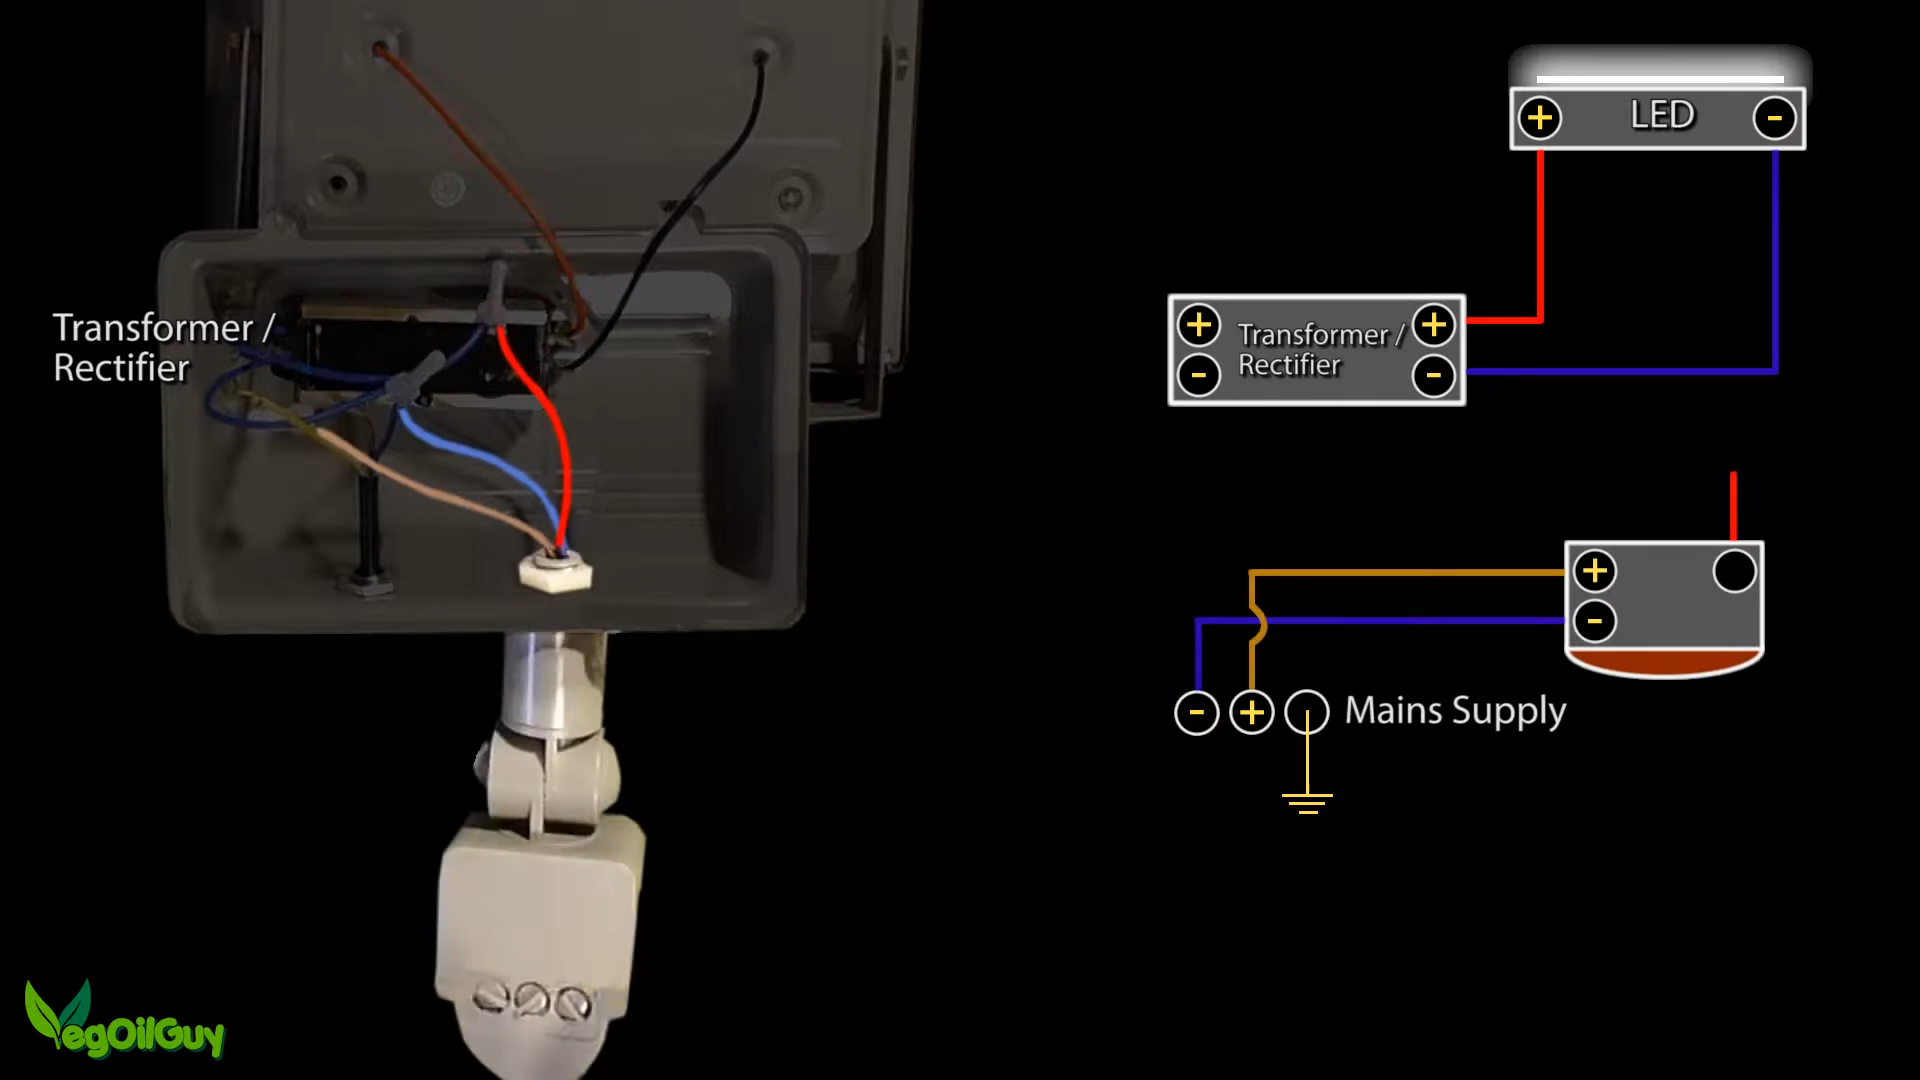 Transformer /
Rectifier
+ LED -
+ Transformer / +
- Rectifier -
+
-
- + Mains Supply
VegOilGuy